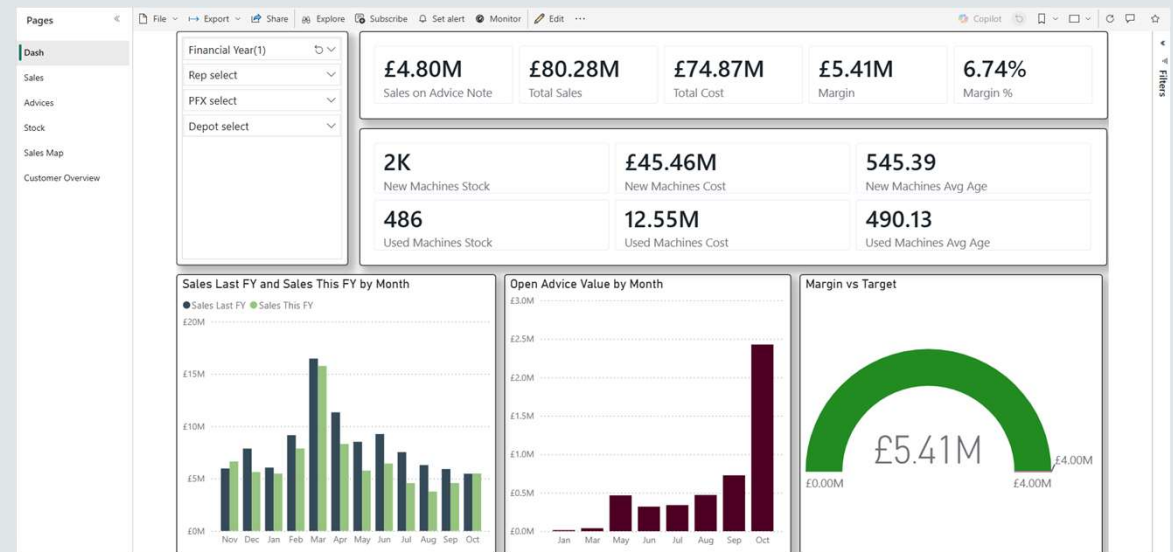 Pages
File Export Share Explore Subscribe Set alert Monitor Edit ... Copilot
Dash
Sales
Advices
Stock
Sales Map
Customer Overview
Filters
Financial Year(1)
Rep select
PFX select
Depot select
£4.80M £80.28M £74.87M £5.41M 6.74%
Sales on Advice Note Total Sales Total Cost Margin Margin %
2K £45.46M 545.39
New Machines Stock New Machines Cost New Machines Avg Age
486 12.55M 490.13
Used Machines Stock Used Machines Cost Used Machines Avg Age
Sales Last FY and Sales This FY by Month
Sales Last FY Sales This FY
£20M
£15M
£10M
£5M
£0M
Nov Dec Jan Feb Mar Apr May Jun Jul Aug Sep Oct
Open Advice Value by Month
£3.0M
£2.5M
£2.0M
£1.5M
£1.0M
£0.5M
£0.0M
Jan Mar May Jun Jul Aug Sep Oct
Margin vs Target
£5.41M
£4.00M
£0.00M £4.00M